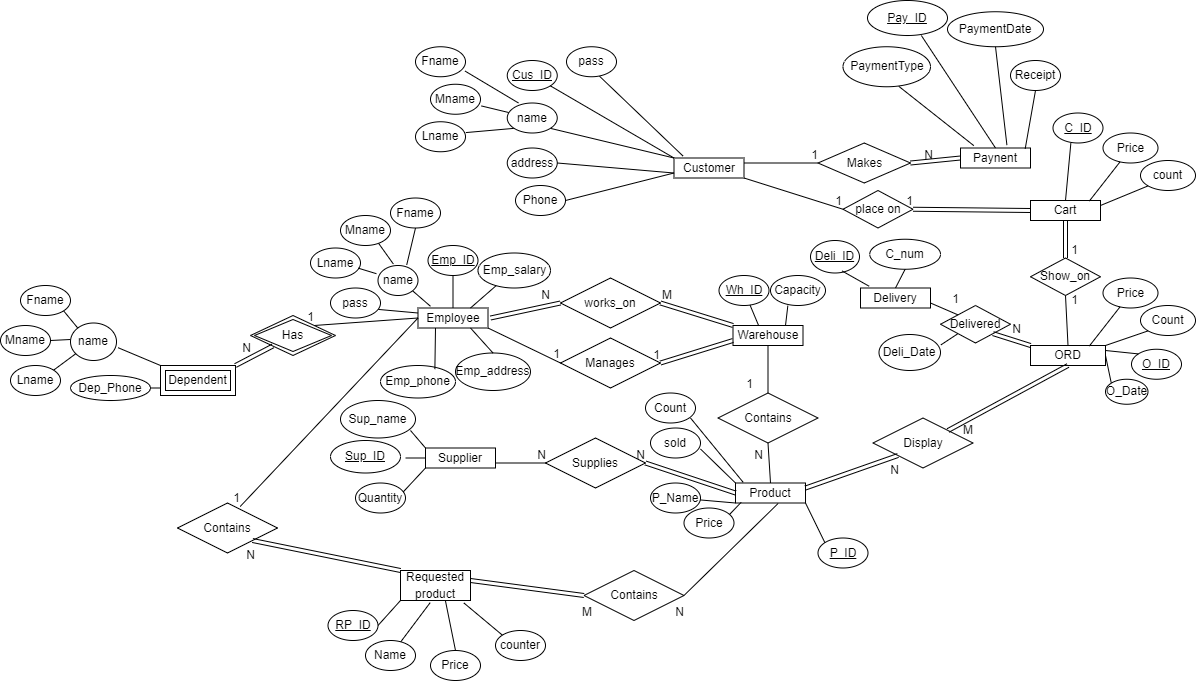 Pay_ID
PaymentDate
Fname
Cus_ID
pass
PaymentType
Receipt
Mname
name
Lname
C_ID
Price
address
Customer
1
Makes
N
Paynent
count
Phone
1
place on
1
Cart
Fname
Mname
Lname
name
Emp_ID
Emp_salary
Deli_ID
C_num
1
Show_on
1
Fname
pass
N
works_on
M
Wh_ID
Capacity
Delivery
1
Price
Mname
name
1
Has
N
Employee
Warehouse
Delivered
N
Count
Lname
Dependent
Dep_Phone
Emp_phone
Emp_address
1
Manages
1
Deli_Date
ORD
O_ID
O_Date
1
Sup_name
Count
Contains
M
Display
N
Sup_ID
Supplier
N
Supplies
N
sold
N
Quantity
P_Name
Product
Price
1
Contains
N
P_ID
Requested
product
M
Contains
N
RP_ID
Name
Price
counter